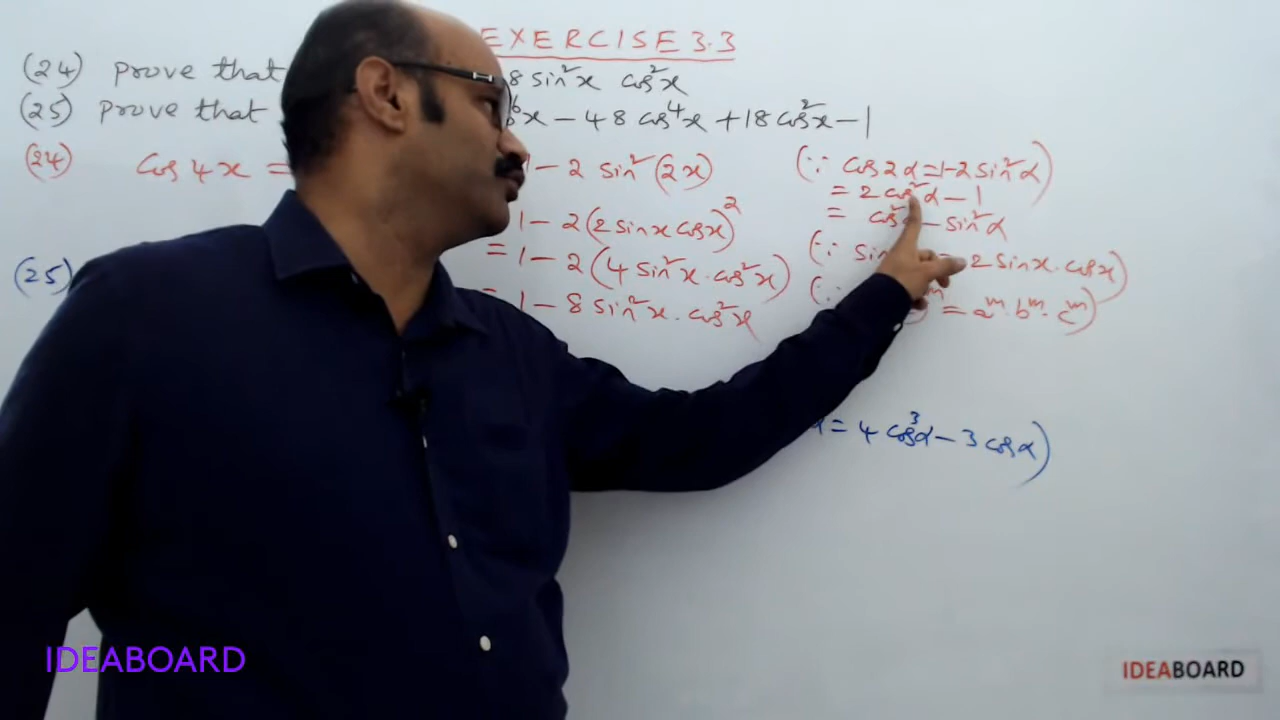 EXERCISE 3.3
(24) prove that 8 sin²x cos²x
(25) prove that ⁶x − 48 cos⁴x + 18 cos²x − 1
(24) cos 4x = 1 − 2 sin²(2x) (∵ cos 2α = 1−2 sin²α)
= 2 cos²α − 1
1 − 2(2 sinx cosx)² = cos² − sin²α
= 1 − 2(4 sin²x · cos²x) (∵ sin = 2 sinx · cosx)
= 1 − 8 sin²x · cos²x (∵ )ᵐ = aᵐ · bᵐ · cᵐ)
(25)
α = 4 cos³α − 3 cosα)
IDEABOARD
IDEABOARD